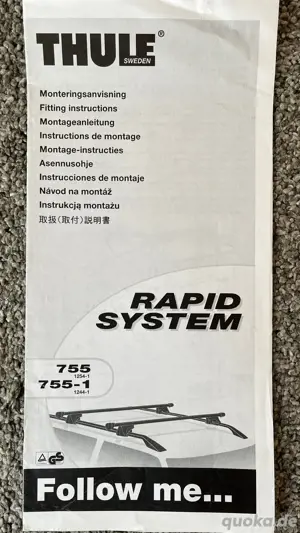 THULE®
SWEDEN
Monteringsanvisning
Fitting instructions
Montageanleitung
Instructions de montage
Montage-instructies
Asennusohje
Instrucciones de montaje
Návod na montáž
Instrukcją montażu
取扱(取付)説明書
RAPID
SYSTEM
755
1254-1
755-1
1244-1
GS
Follow me...
quoka.de